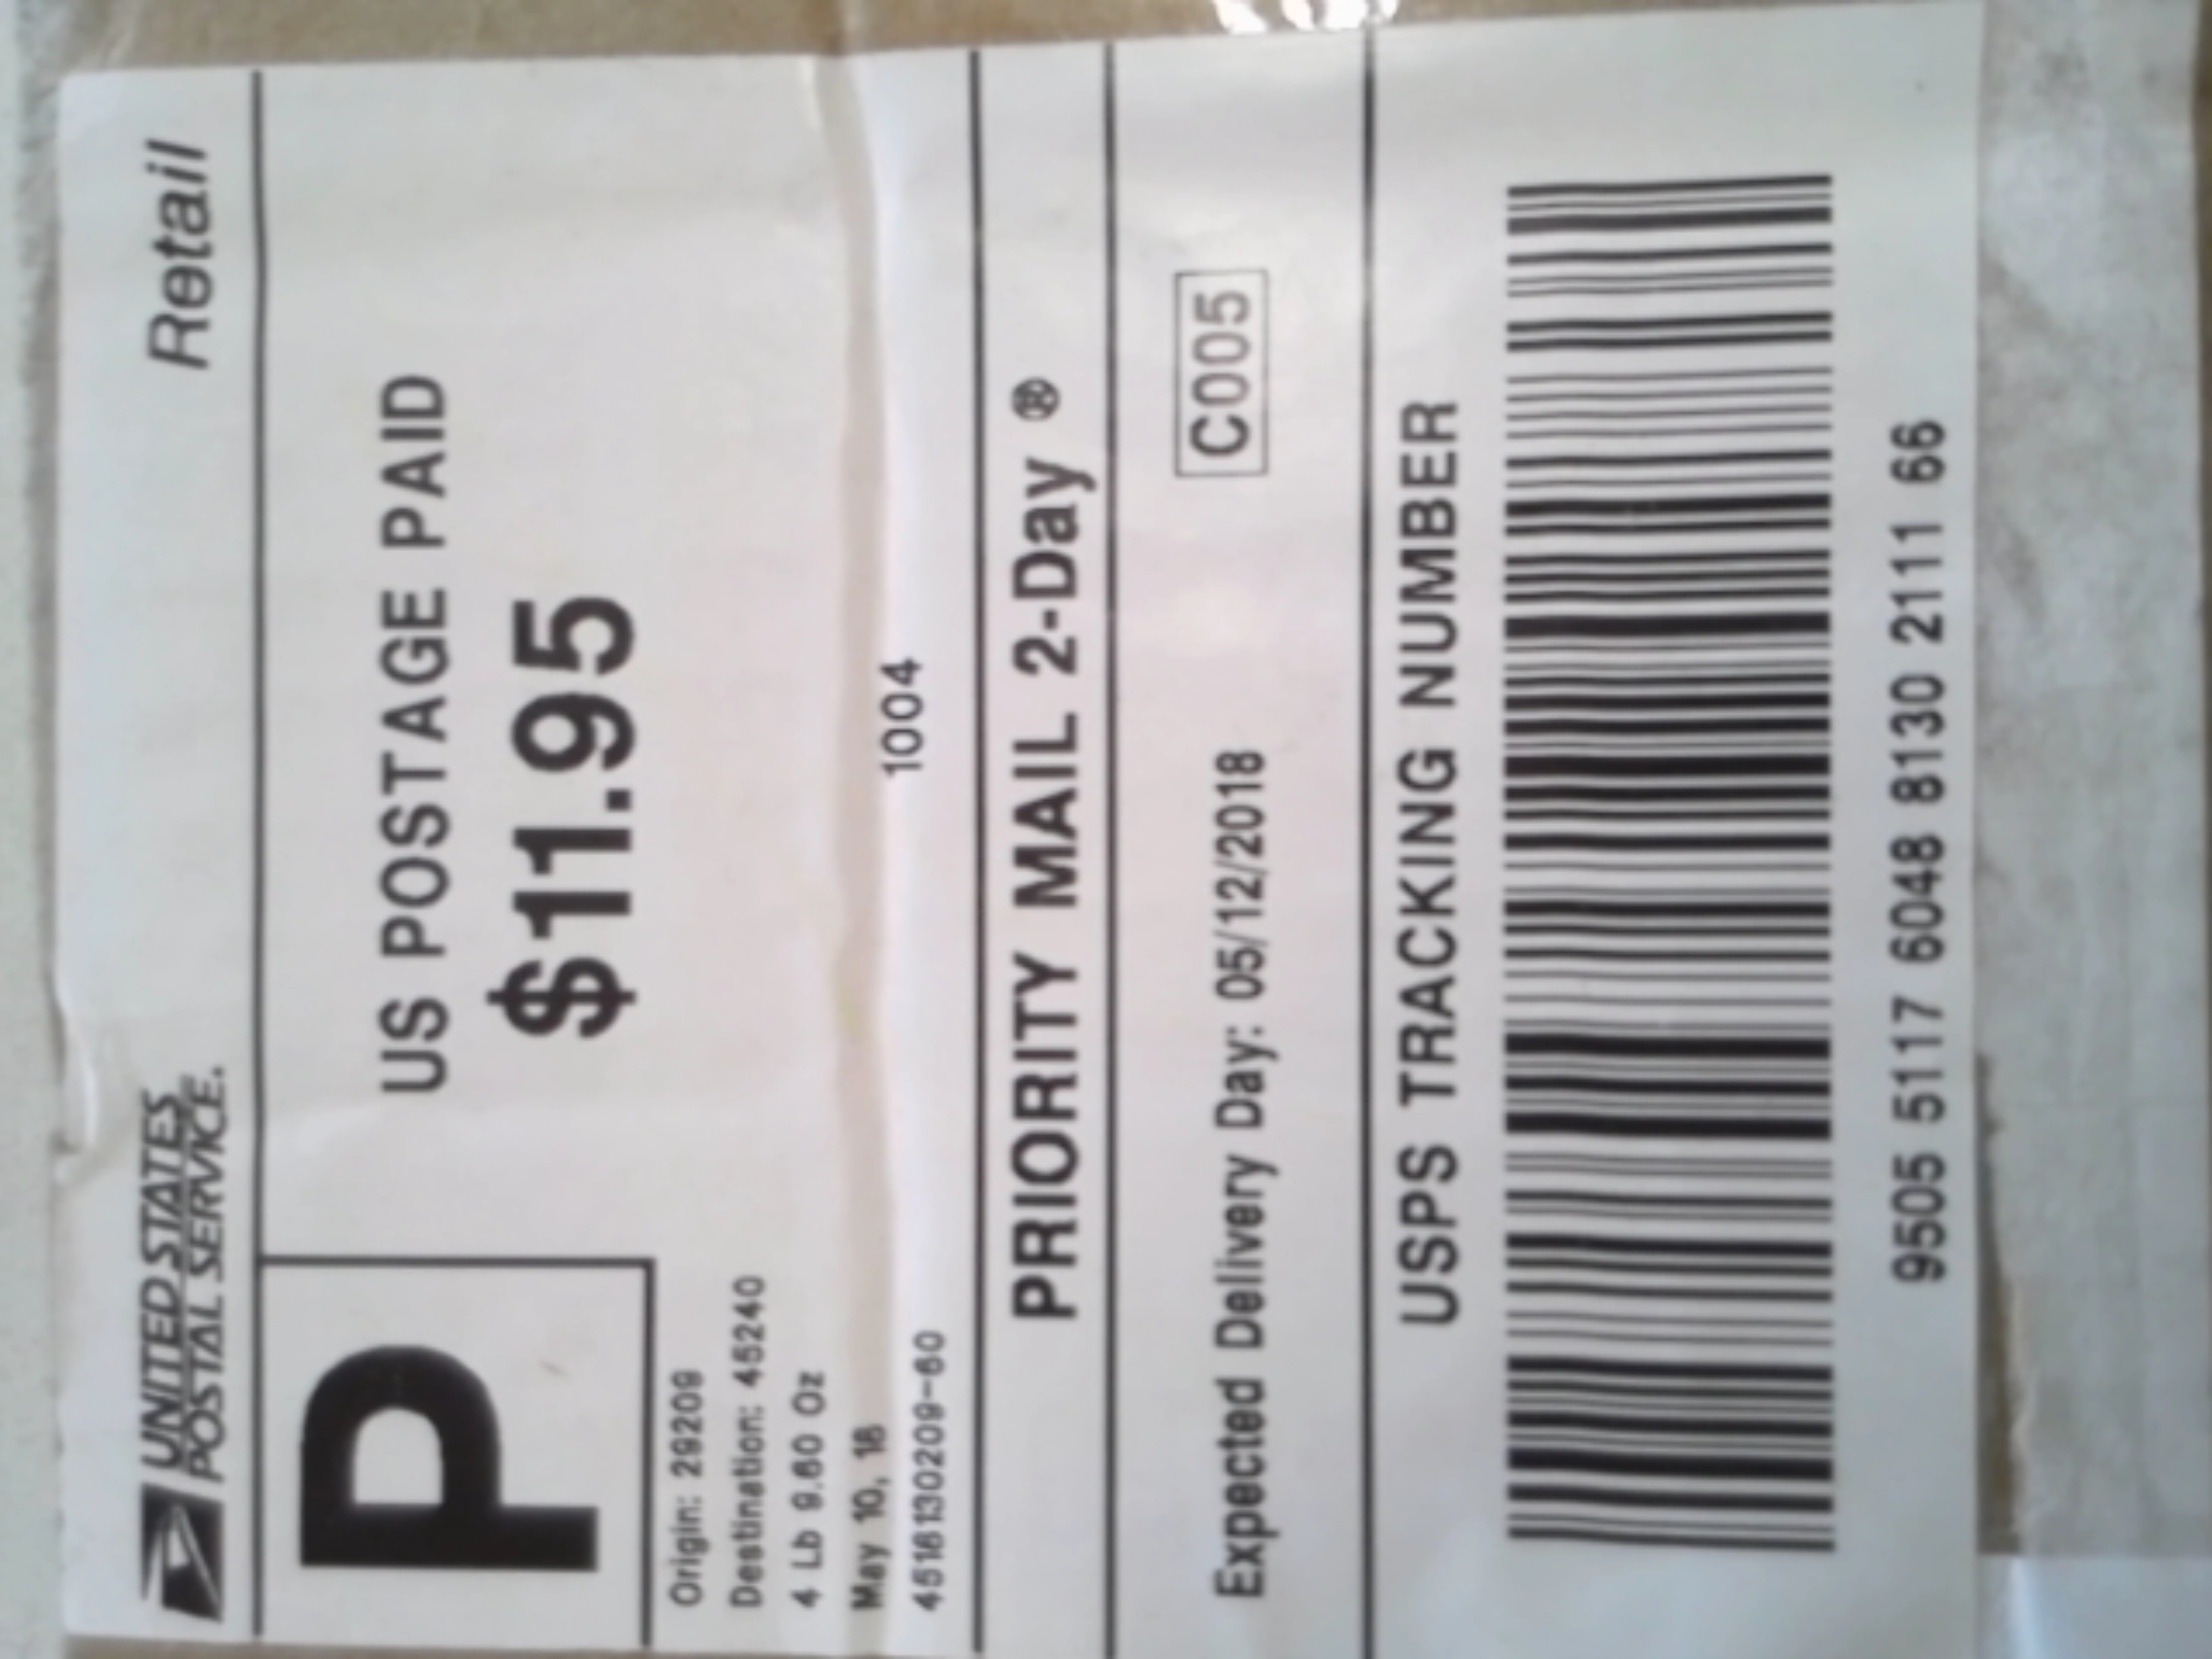 UNITED STATES
POSTAL SERVICE.
Retail
P
US POSTAGE PAID
$11.95
Origin: 29209
Destination: 45240
4 Lb 9.60 Oz
May 10, 18
4518130209-60
1004
PRIORITY MAIL 2-Day ®
Expected Delivery Day: 05/12/2018
C005
USPS TRACKING NUMBER
9505 5117 6048 8130 2111 66